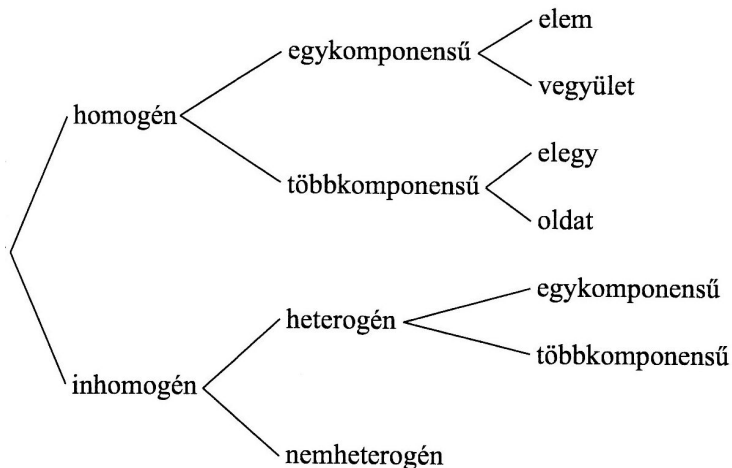 elem
egykomponensű
vegyület
homogén
elegy
többkomponensű
oldat
egykomponensű
heterogén
többkomponensű
inhomogén
nemheterogén